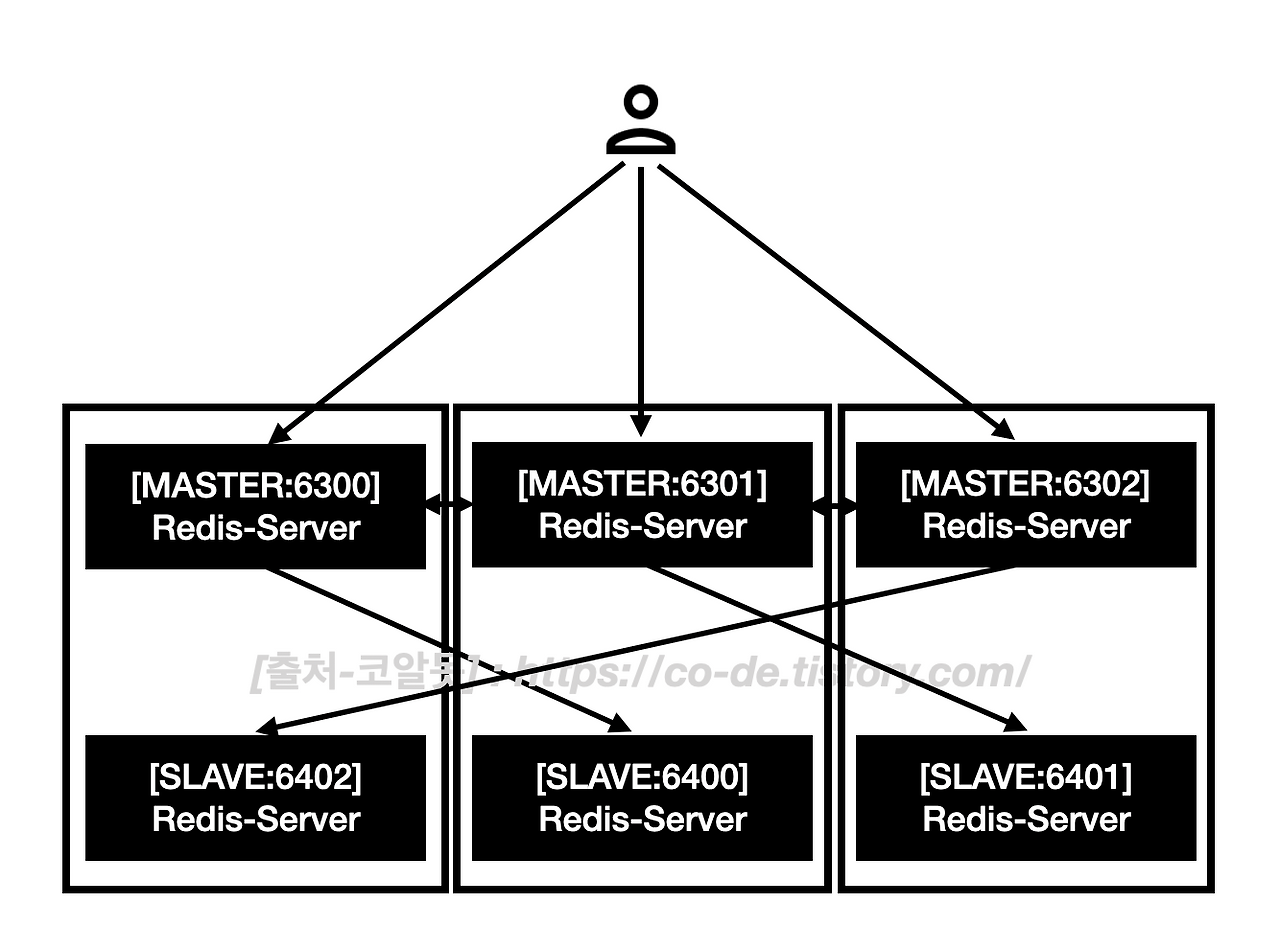 [MASTER:6300]
Redis-Server
[MASTER:6301]
Redis-Server
[MASTER:6302]
Redis-Server
[출처-코알못] : https://co-de.tistory.com/
[SLAVE:6402]
Redis-Server
[SLAVE:6400]
Redis-Server
[SLAVE:6401]
Redis-Server